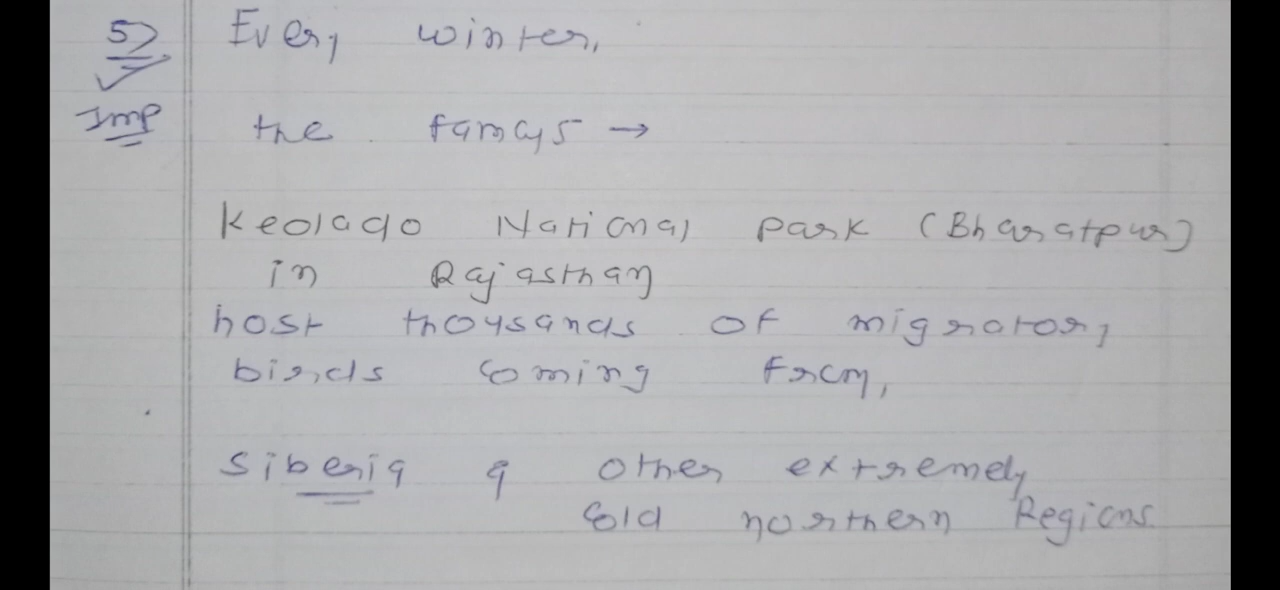 5) Every winter,
Imp the famous →
Keolado National park (Bharatpur)
in Rajasthan
host thousands of migratory
birds coming from,
Siberia & other extremely
cold northern Regions